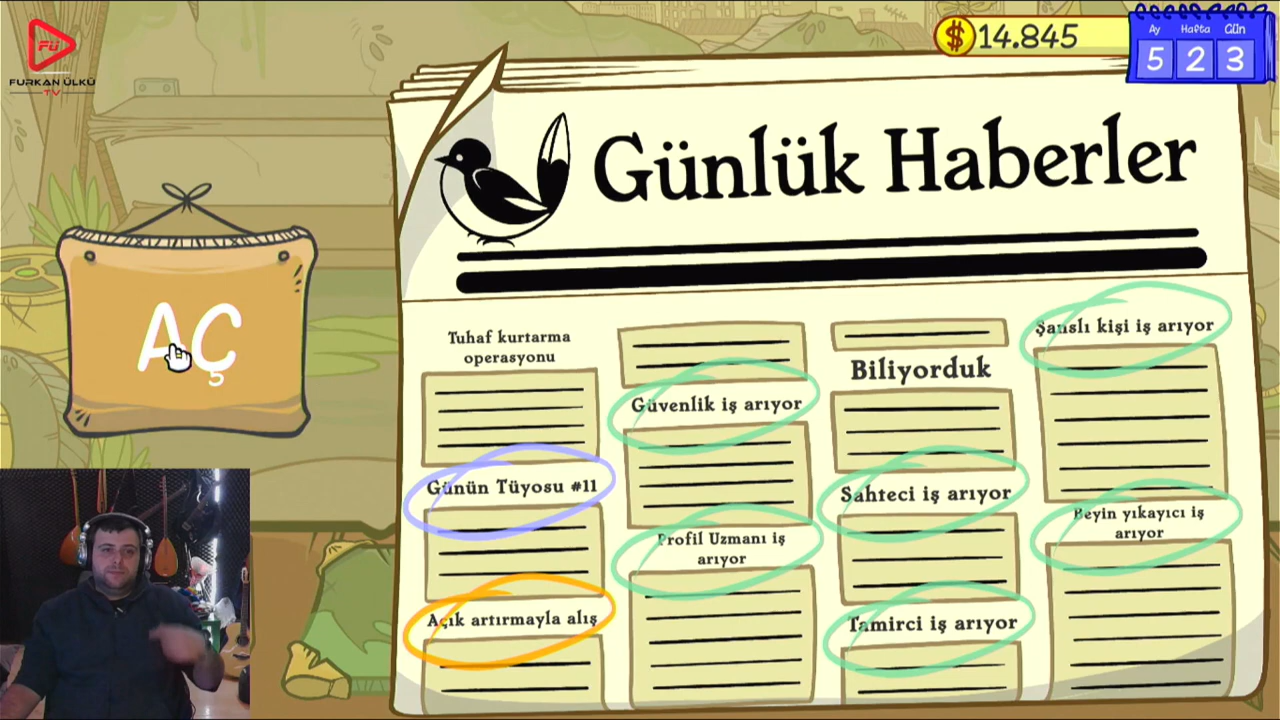 FU
FURKAN ÜLKÜ
TV
$ 14.845
Ay Hafta Gün
5 2 3
Günlük Haberler
AÇ
Tuhaf kurtarma
operasyonu
Günün Tüyosu #11
Açık artırmayla alış
Güvenlik iş arıyor
Profil Uzmanı iş
arıyor
Biliyorduk
Sahteci iş arıyor
Tamirci iş arıyor
Şanslı kişi iş arıyor
Beyin yıkayıcı iş
arıyor